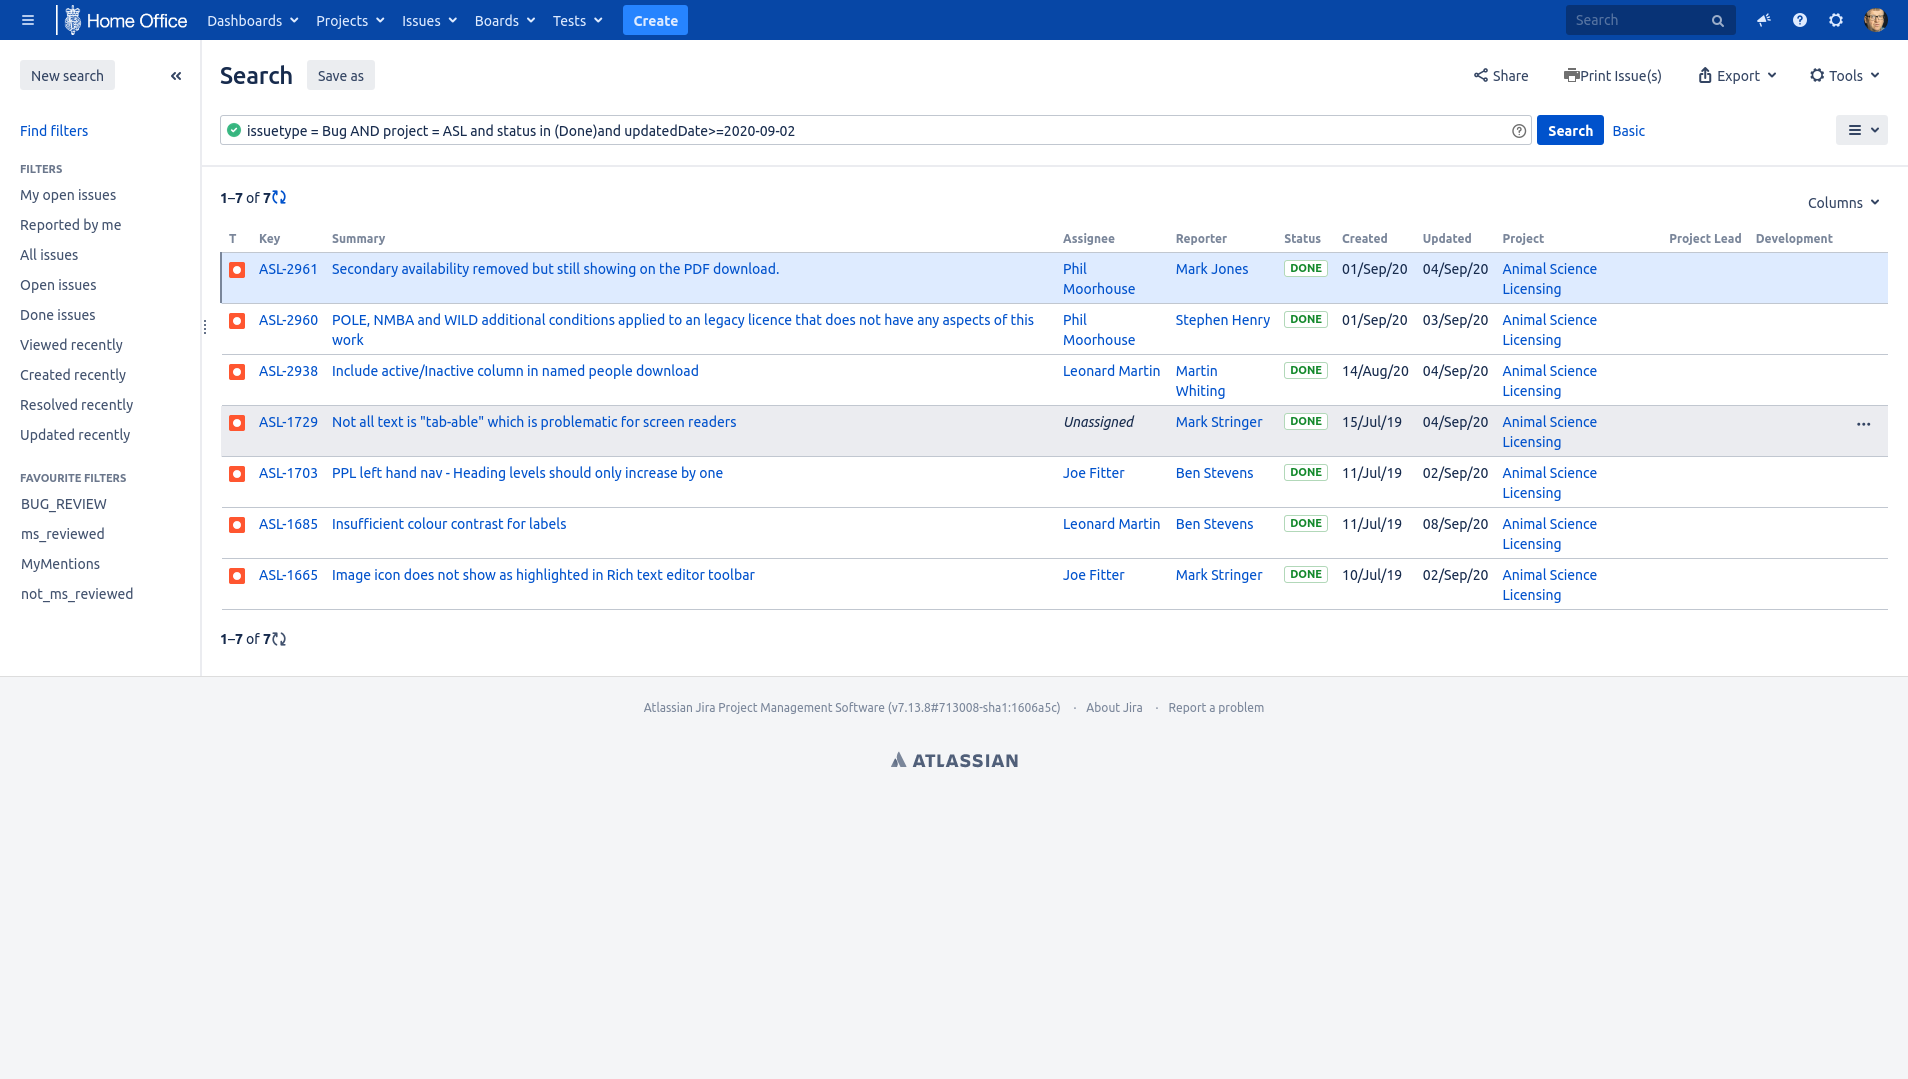 Home Office Dashboards Projects Issues Boards Tests Create Search
New search
Search Save as Share Print Issue(s) Export Tools
issuetype = Bug AND project = ASL and status in (Done)and updatedDate>=2020-09-02 Search Basic
Find filters
FILTERS
My open issues
Reported by me
All issues
Open issues
Done issues
Viewed recently
Created recently
Resolved recently
Updated recently
FAVOURITE FILTERS
BUG_REVIEW
ms_reviewed
MyMentions
not_ms_reviewed
1–7 of 7
Columns
T Key Summary Assignee Reporter Status Created Updated Project Project Lead Development
ASL-2961 Secondary availability removed but still showing on the PDF download. Phil Mark Jones DONE 01/Sep/20 04/Sep/20 Animal Science
Moorhouse Licensing
ASL-2960 POLE, NMBA and WILD additional conditions applied to an legacy licence that does not have any aspects of this Phil Stephen Henry DONE 01/Sep/20 03/Sep/20 Animal Science
work Moorhouse Licensing
ASL-2938 Include active/Inactive column in named people download Leonard Martin Martin DONE 14/Aug/20 04/Sep/20 Animal Science
Whiting Licensing
ASL-1729 Not all text is "tab-able" which is problematic for screen readers Unassigned Mark Stringer DONE 15/Jul/19 04/Sep/20 Animal Science
Licensing
ASL-1703 PPL left hand nav - Heading levels should only increase by one Joe Fitter Ben Stevens DONE 11/Jul/19 02/Sep/20 Animal Science
Licensing
ASL-1685 Insufficient colour contrast for labels Leonard Martin Ben Stevens DONE 11/Jul/19 08/Sep/20 Animal Science
Licensing
ASL-1665 Image icon does not show as highlighted in Rich text editor toolbar Joe Fitter Mark Stringer DONE 10/Jul/19 02/Sep/20 Animal Science
Licensing
1–7 of 7
Atlassian Jira Project Management Software (v7.13.8#713008-sha1:1606a5c) · About Jira · Report a problem
ATLASSIAN